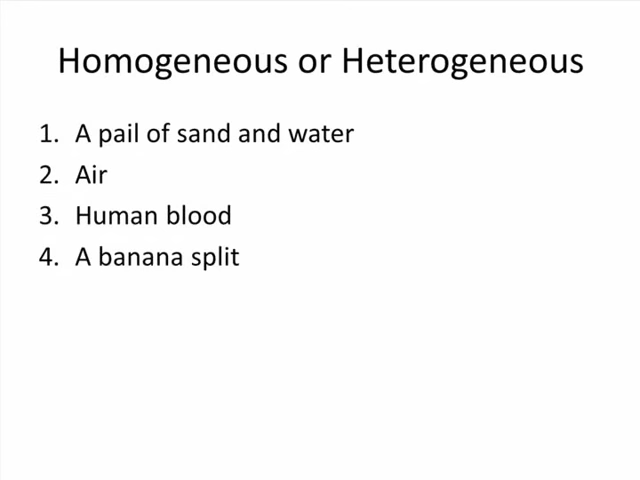 Homogeneous or Heterogeneous
1. A pail of sand and water
2. Air
3. Human blood
4. A banana split